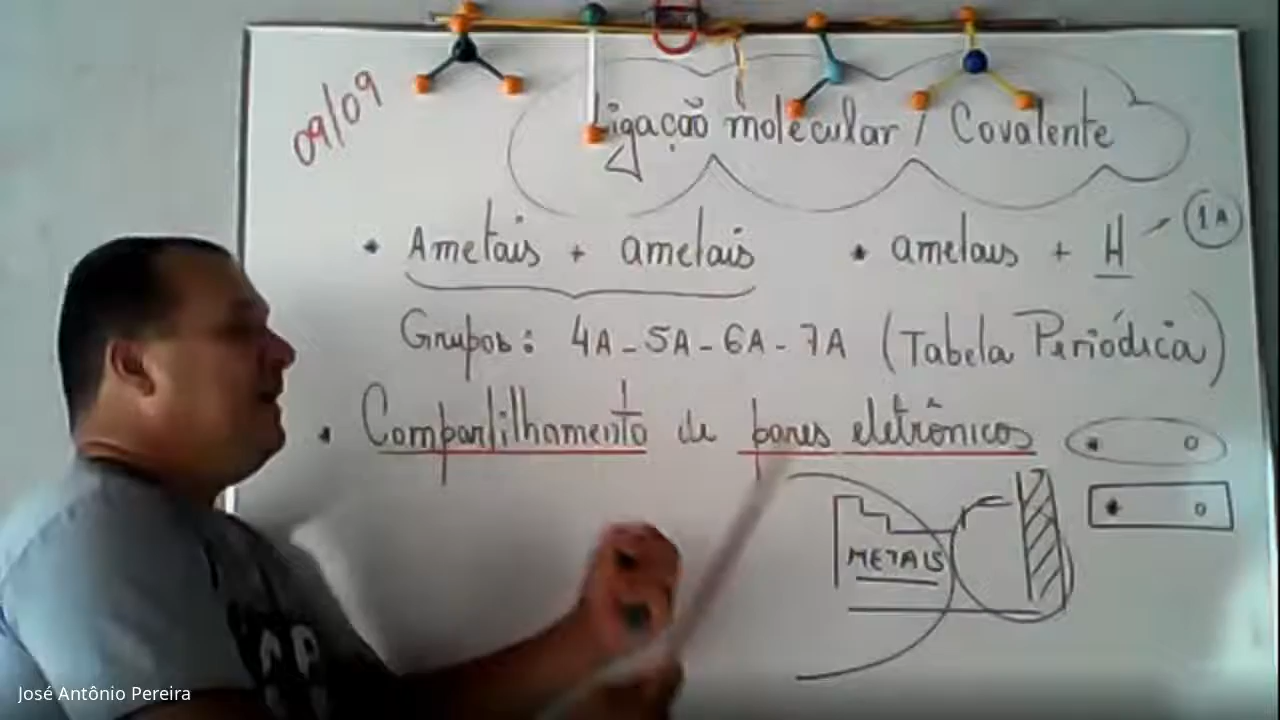 09/09
Ligação molecular / Covalente
• Ametais + ametais • ametais + H 1A
Grupos: 4A - 5A - 6A - 7A (Tabela Periódica)
• Compartilhamento de pares eletrônicos
METAIS
José Antônio Pereira